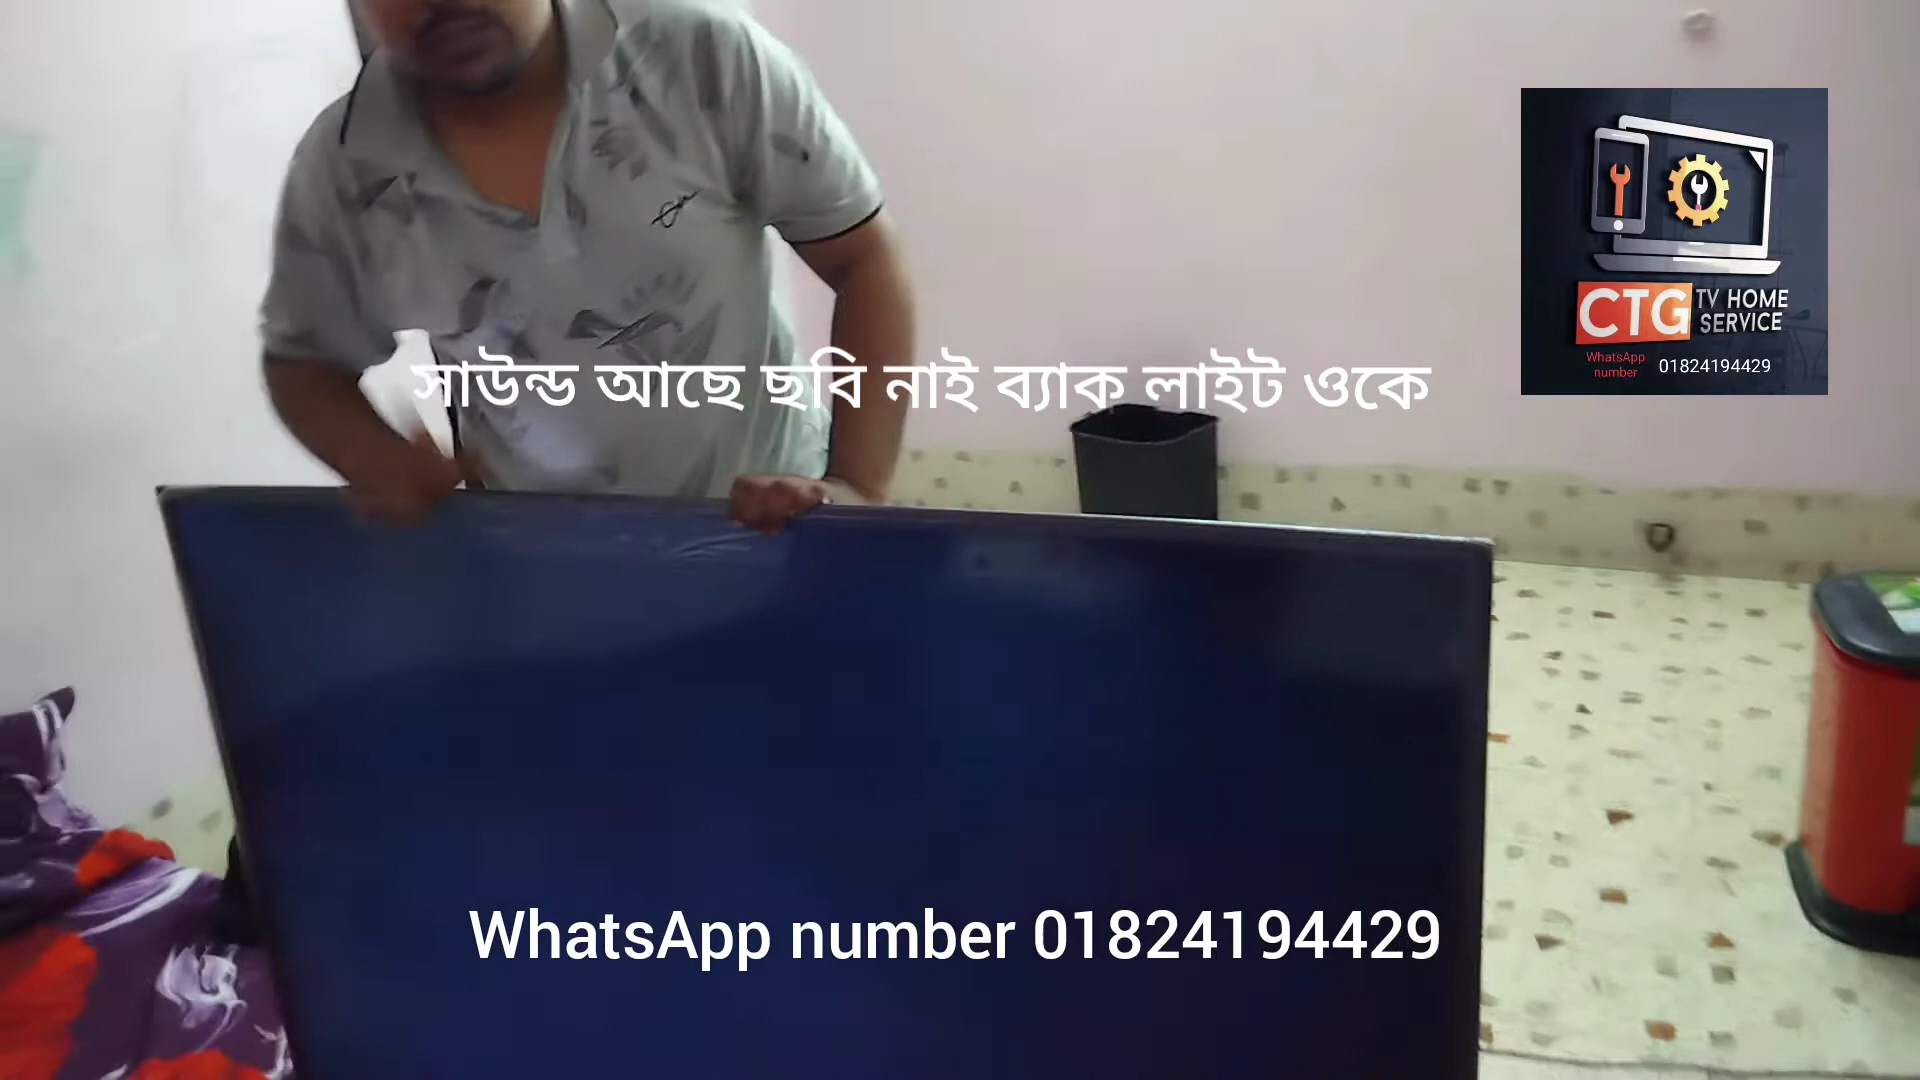 CTG TV HOME
SERVICE
WhatsApp
number 01824194429
সাউন্ড আছে ছবি নাই ব্যাক লাইট ওকে
WhatsApp number 01824194429